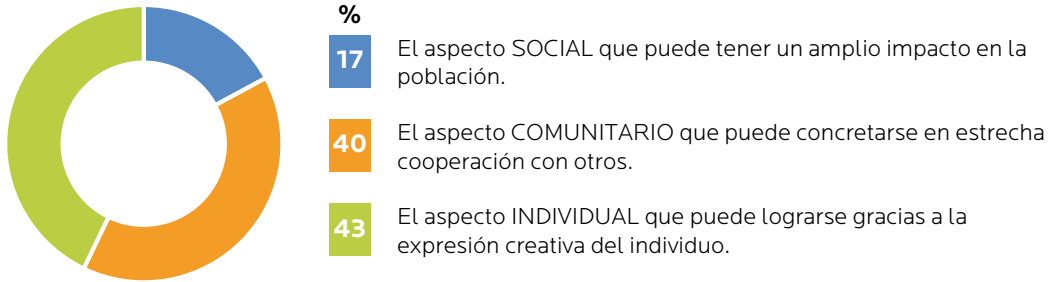 %
17
El aspecto SOCIAL que puede tener un amplio impacto en la
población.
40
El aspecto COMUNITARIO que puede concretarse en estrecha
cooperación con otros.
43
El aspecto INDIVIDUAL que puede lograrse gracias a la
expresión creativa del individuo.